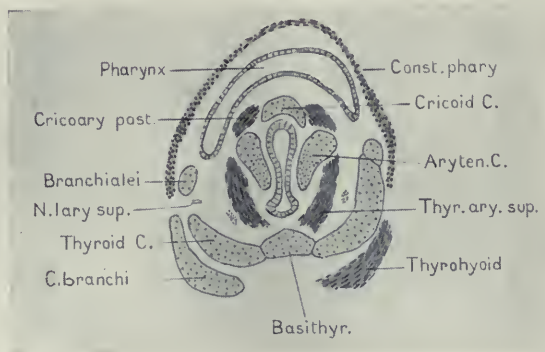 Pharynx
Const. phary
Cricoary post.
Cricoid C.
Aryten. C.
Branchialei
N. lary sup.
Thyr. ary. sup.
Thyroid C.
Thyrohyoid
C. branchi
Basithyr.